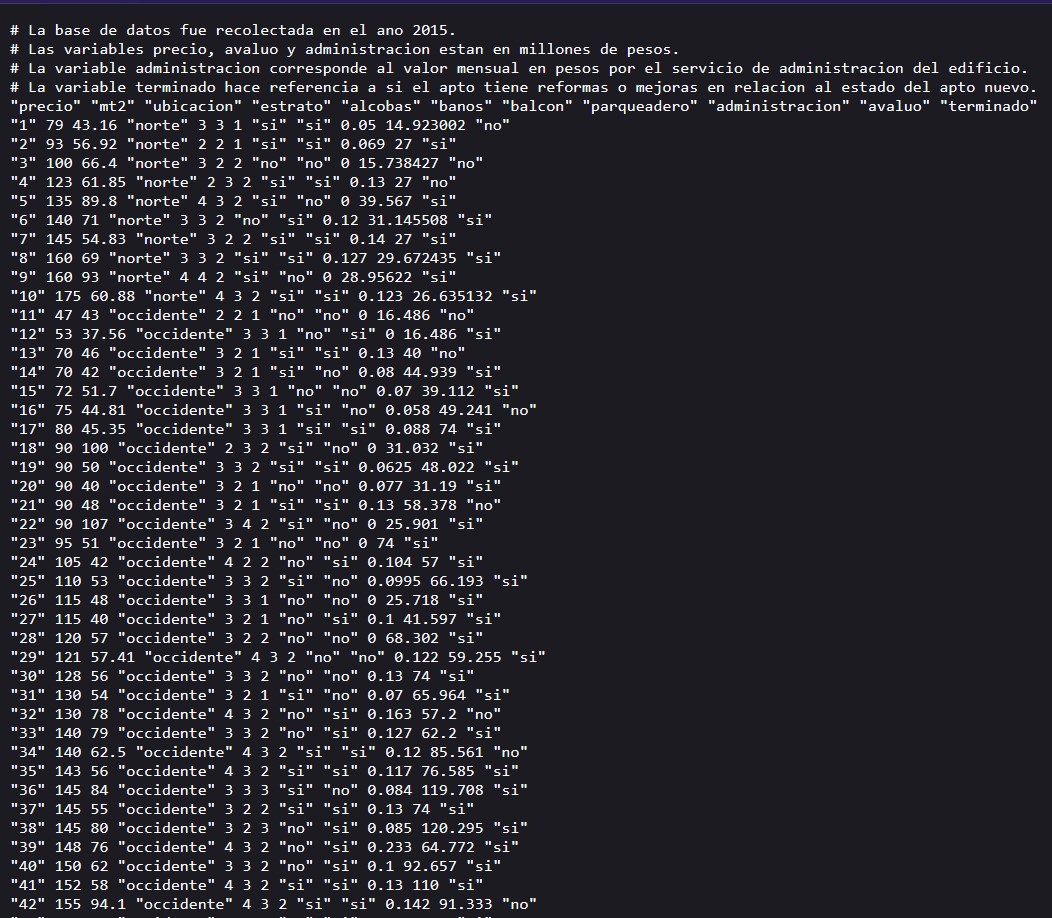 # La base de datos fue recolectada en el ano 2015.
# Las variables precio, avaluo y administracion estan en millones de pesos.
# La variable administracion corresponde al valor mensual en pesos por el servicio de administracion del edificio.
# La variable terminado hace referencia a si el apto tiene reformas o mejoras en relacion al estado del apto nuevo.
"precio" "mt2" "ubicacion" "estrato" "alcobas" "banos" "balcon" "parqueadero" "administracion" "avaluo" "terminado"
"1" 79 43.16 "norte" 3 3 1 "si" "si" 0.05 14.923002 "no"
"2" 93 56.92 "norte" 2 2 1 "si" "si" 0.069 27 "si"
"3" 100 66.4 "norte" 3 2 2 "no" "no" 0 15.738427 "no"
"4" 123 61.85 "norte" 2 3 2 "si" "si" 0.13 27 "no"
"5" 135 89.8 "norte" 4 3 2 "si" "no" 0 39.567 "si"
"6" 140 71 "norte" 3 3 2 "no" "si" 0.12 31.145508 "si"
"7" 145 54.83 "norte" 3 2 2 "si" "si" 0.14 27 "si"
"8" 160 69 "norte" 3 3 2 "si" "si" 0.127 29.672435 "si"
"9" 160 93 "norte" 4 4 2 "si" "no" 0 28.95622 "si"
"10" 175 60.88 "norte" 4 3 2 "si" "si" 0.123 26.635132 "si"
"11" 47 43 "occidente" 2 2 1 "no" "no" 0 16.486 "no"
"12" 53 37.56 "occidente" 3 3 1 "no" "si" 0 16.486 "si"
"13" 70 46 "occidente" 3 2 1 "si" "si" 0.13 40 "no"
"14" 70 42 "occidente" 3 2 1 "si" "no" 0.08 44.939 "si"
"15" 72 51.7 "occidente" 3 3 1 "no" "no" 0.07 39.112 "si"
"16" 75 44.81 "occidente" 3 3 1 "si" "no" 0.058 49.241 "no"
"17" 80 45.35 "occidente" 3 3 1 "si" "si" 0.088 74 "si"
"18" 90 100 "occidente" 2 3 2 "si" "no" 0 31.032 "si"
"19" 90 50 "occidente" 3 3 2 "si" "si" 0.0625 48.022 "si"
"20" 90 40 "occidente" 3 2 1 "no" "no" 0.077 31.19 "si"
"21" 90 48 "occidente" 3 2 1 "si" "si" 0.13 58.378 "no"
"22" 90 107 "occidente" 3 4 2 "si" "no" 0 25.901 "si"
"23" 95 51 "occidente" 3 2 1 "no" "no" 0 74 "si"
"24" 105 42 "occidente" 4 2 2 "no" "si" 0.104 57 "si"
"25" 110 53 "occidente" 3 3 2 "si" "no" 0.0995 66.193 "si"
"26" 115 48 "occidente" 3 3 1 "no" "no" 0 25.718 "si"
"27" 115 40 "occidente" 3 2 1 "no" "si" 0.1 41.597 "si"
"28" 120 57 "occidente" 3 2 2 "no" "no" 0 68.302 "si"
"29" 121 57.41 "occidente" 4 3 2 "no" "no" 0.122 59.255 "si"
"30" 128 56 "occidente" 3 3 2 "no" "no" 0.13 74 "si"
"31" 130 54 "occidente" 3 2 1 "si" "no" 0.07 65.964 "si"
"32" 130 78 "occidente" 4 3 2 "no" "si" 0.163 57.2 "no"
"33" 140 79 "occidente" 3 3 2 "no" "si" 0.127 62.2 "si"
"34" 140 62.5 "occidente" 4 3 2 "si" "si" 0.12 85.561 "no"
"35" 143 56 "occidente" 4 3 2 "si" "si" 0.117 76.585 "si"
"36" 145 84 "occidente" 3 3 3 "si" "no" 0.084 119.708 "si"
"37" 145 55 "occidente" 3 2 2 "si" "si" 0.13 74 "si"
"38" 145 80 "occidente" 3 2 3 "no" "si" 0.085 120.295 "si"
"39" 148 76 "occidente" 4 3 2 "no" "si" 0.233 64.772 "si"
"40" 150 62 "occidente" 3 3 2 "no" "si" 0.1 92.657 "si"
"41" 152 58 "occidente" 4 3 2 "si" "si" 0.13 110 "si"
"42" 155 94.1 "occidente" 4 3 2 "si" "si" 0.142 91.333 "no"